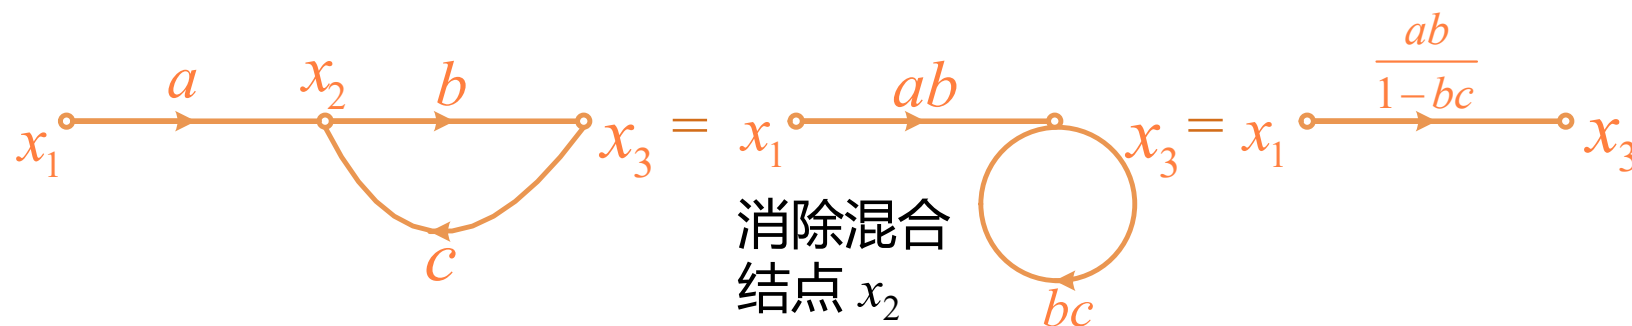 a
x₂
b
x₁
x₃
c
=
ab
x₁
x₃
bc
消除混合
结点 x₂
=
ab
1−bc
x₁
x₃